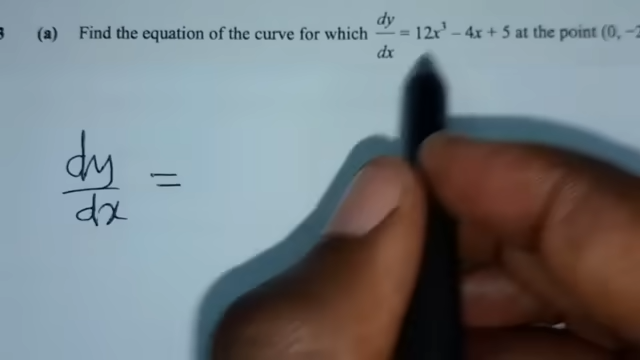 (a) Find the equation of the curve for which dy/dx = 12x³ − 4x + 5 at the point (0, −2
dy/dx =